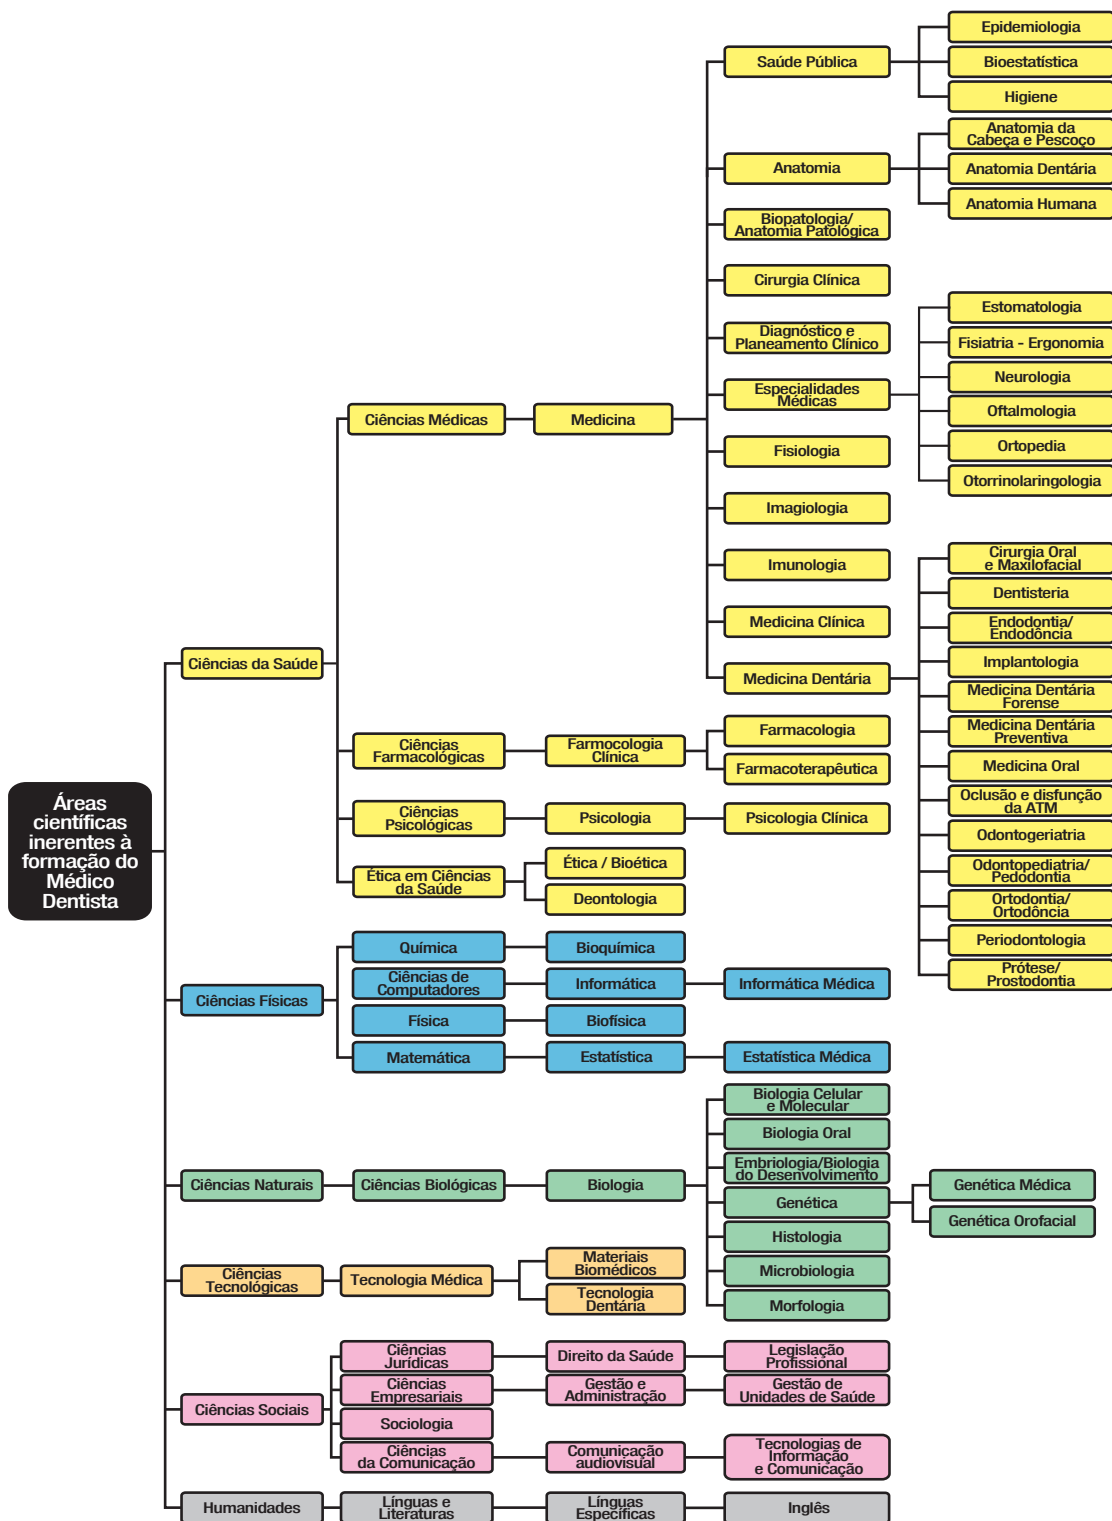 Áreas
científicas
inerentes à
formação do
Médico
Dentista
Ciências da Saúde
Ciências Médicas
Medicina
Saúde Pública
Epidemiologia
Bioestatística
Higiene
Anatomia
Anatomia da
Cabeça e Pescoço
Anatomia Dentária
Anatomia Humana
Biopatologia/
Anatomia Patológica
Cirurgia Clínica
Diagnóstico e
Planeamento Clínico
Especialidades
Médicas
Estomatologia
Fisiatria - Ergonomia
Neurologia
Oftalmologia
Ortopedia
Otorrinolaringologia
Fisiologia
Imagiologia
Imunologia
Medicina Clínica
Medicina Dentária
Cirurgia Oral
e Maxilofacial
Dentisteria
Endodontia/
Endodôncia
Implantologia
Medicina Dentária
Forense
Medicina Dentária
Preventiva
Medicina Oral
Oclusão e disfunção
da ATM
Odontogeriatria
Odontopediatria/
Pedodontia
Ortodontia/
Ortodôncia
Periodontologia
Prótese/
Prostodontia
Ciências
Farmacológicas
Farmocologia
Clínica
Farmacologia
Farmacoterapêutica
Ciências
Psicológicas
Psicologia
Psicologia Clínica
Ética em Ciências
da Saúde
Ética / Bioética
Deontologia
Ciências Físicas
Química
Bioquímica
Ciências de
Computadores
Informática
Informática Médica
Física
Biofísica
Matemática
Estatística
Estatística Médica
Ciências Naturais
Ciências Biológicas
Biologia
Biologia Celular
e Molecular
Biologia Oral
Embriologia/Biologia
do Desenvolvimento
Genética
Genética Médica
Genética Orofacial
Histologia
Microbiologia
Morfologia
Ciências
Tecnológicas
Tecnologia Médica
Materiais
Biomédicos
Tecnologia
Dentária
Ciências Sociais
Ciências
Jurídicas
Direito da Saúde
Legislação
Profissional
Ciências
Empresariais
Gestão e
Administração
Gestão de
Unidades de Saúde
Sociologia
Ciências
da Comunicação
Comunicação
audiovisual
Tecnologias de
Informação
e Comunicação
Humanidades
Línguas e
Literaturas
Línguas
Específicas
Inglês